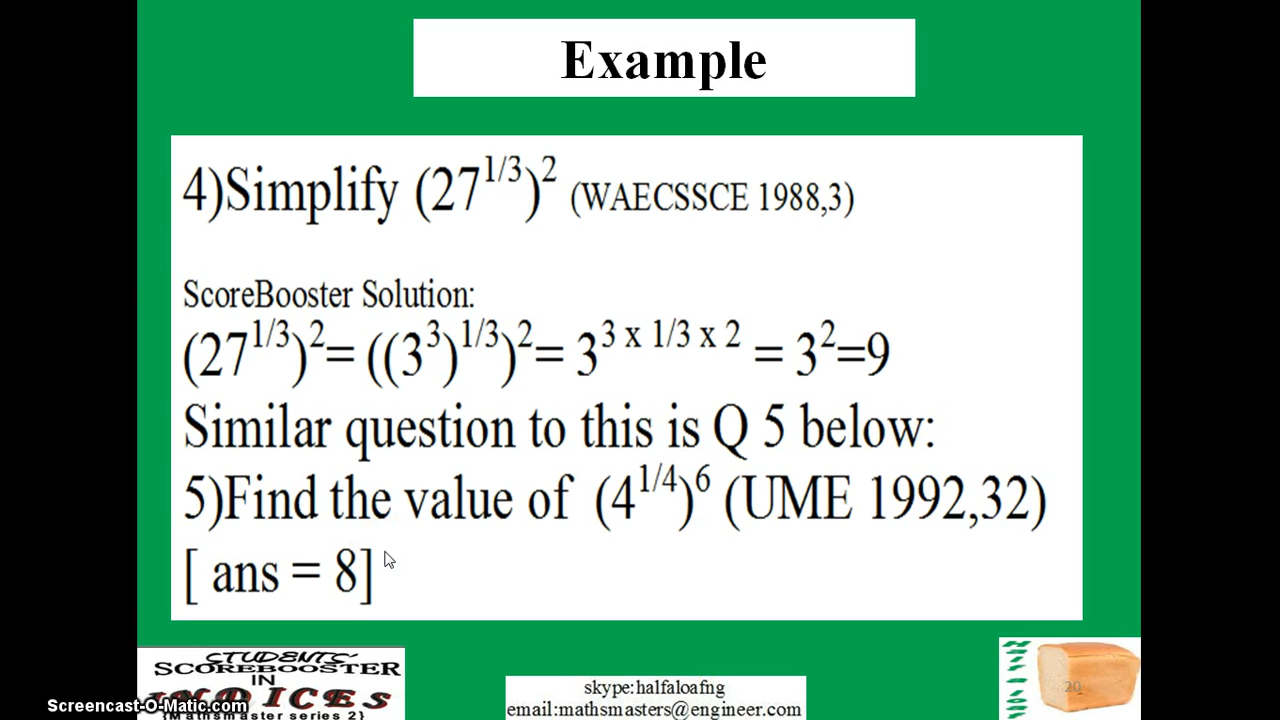 Example
4)Simplify (27^1/3)^2 (WAECSSCE 1988,3)
ScoreBooster Solution:
(27^1/3)^2= ((3^3)^1/3)^2= 3^3 x 1/3 x 2 = 3^2=9
Similar question to this is Q 5 below:
5)Find the value of (4^1/4)^6 (UME 1992,32)
[ ans = 8]
STUDENTS
SCOREBOOSTER
IN
INDICES
{Mathsmaster series 2}
Screencast-O-Matic.com
skype:halfaloafng
email:mathsmasters@engineer.com
20